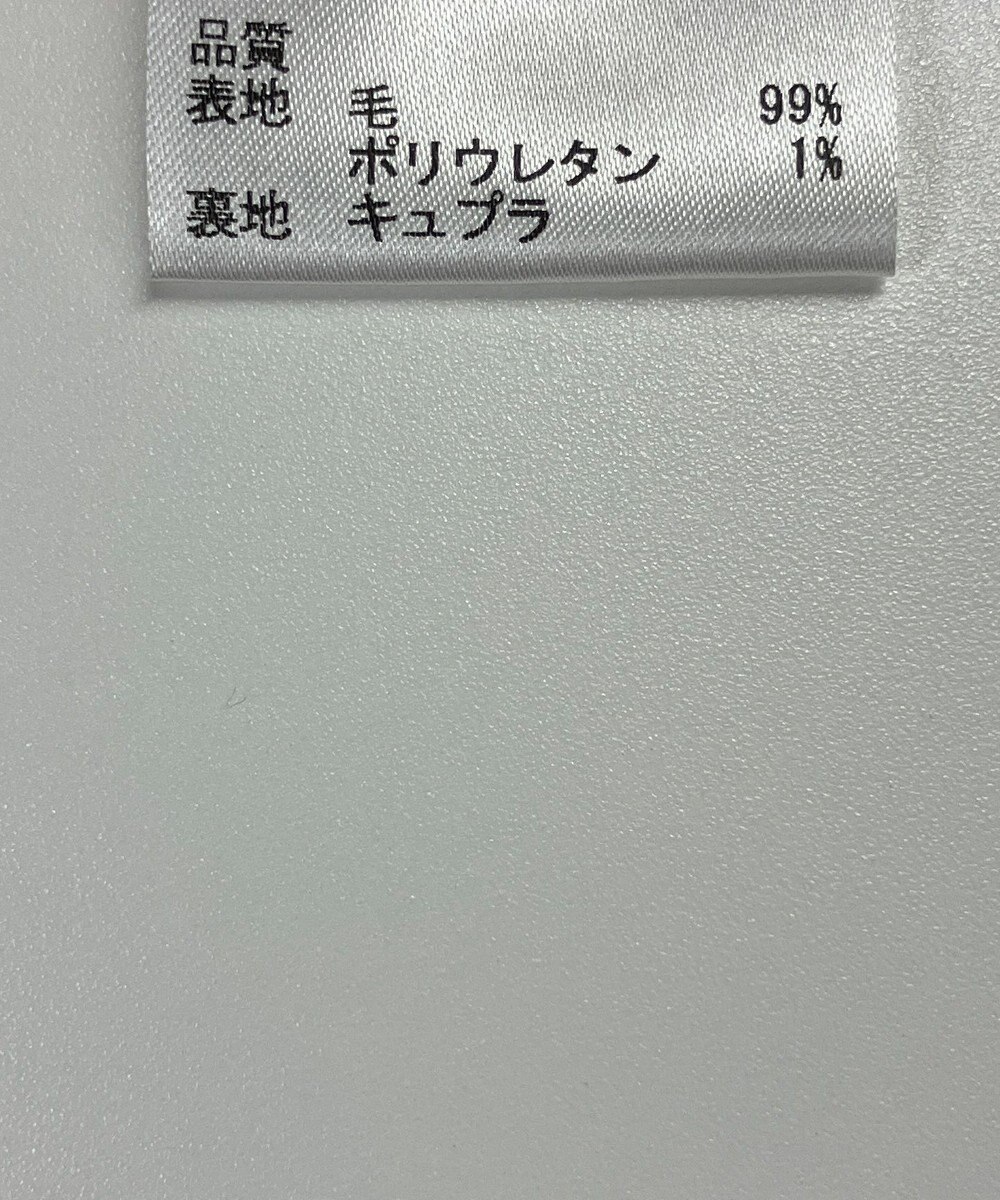 品質
表地 毛 99%
ポリウレタン 1%
裏地 キュプラ